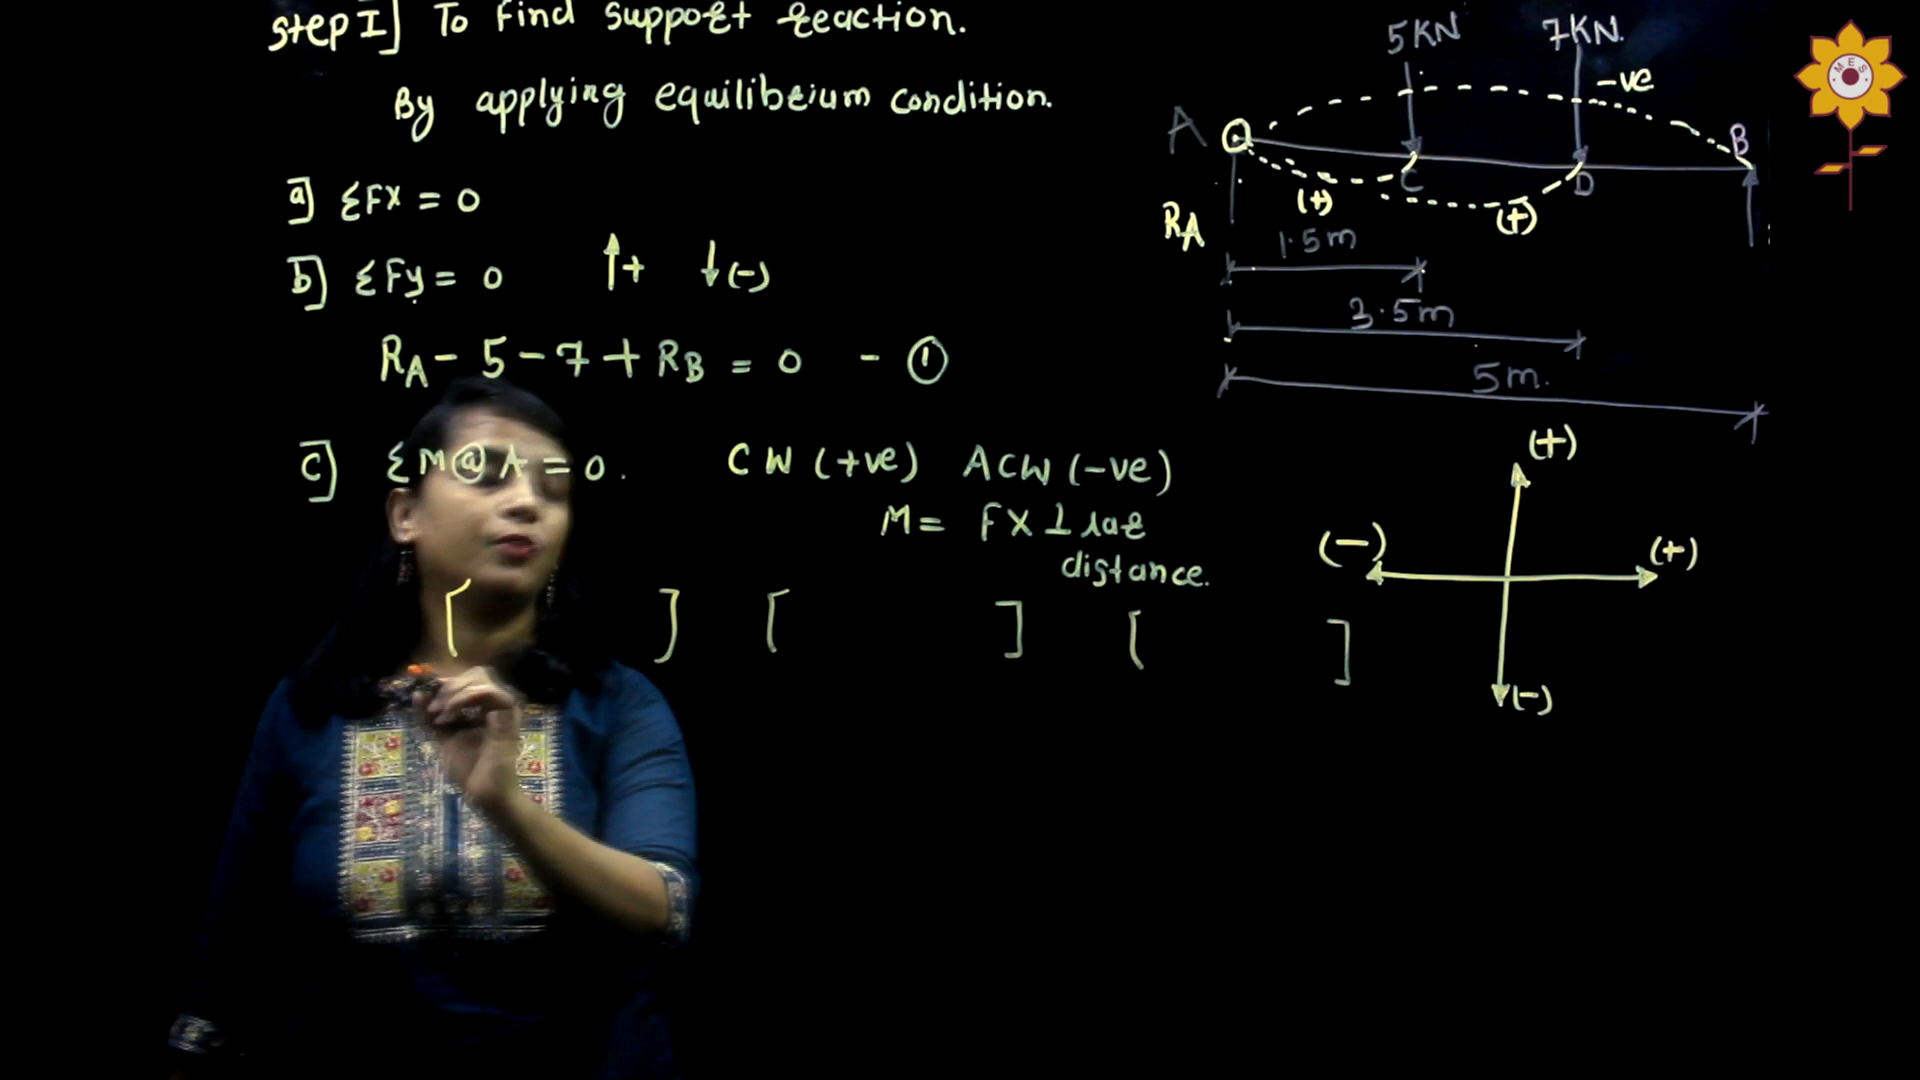 Step I] To Find support reaction.
By applying equilibrium condition.
a] ΣFx = 0
b] ΣFy = 0 ↑+ ↓(-)
RA - 5 - 7 + RB = 0 - ①
c] ΣM@A = 0. CW (+ve) ACW (-ve)
M = F X ⊥ lar
distance.
[ ] [ ] [ ]
5KN 7KN.
-ve
A B
C D
(+) (+)
RA
1.5m
3.5m
5m.
(+)
(-) (+)
(-)
MES